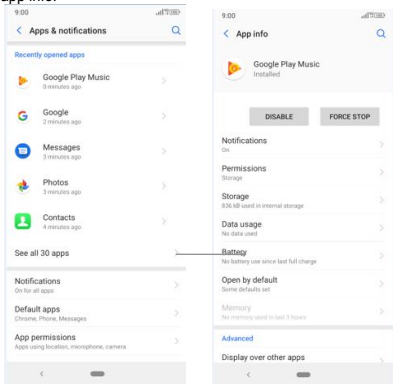 app info.
9:00
Apps & notifications
Recently opened apps
Google Play Music
0 minutes ago
Google
2 minutes ago
Messages
3 minutes ago
Photos
3 minutes ago
Contacts
4 minutes ago
See all 30 apps
Notifications
On for all apps
Default apps
Chrome, Phone, Messages
App permissions
Apps using location, microphone, camera
9:00
App info
Google Play Music
Installed
DISABLE
FORCE STOP
Notifications
On
Permissions
Storage
Storage
836 kB used in internal storage
Data usage
No data used
Battery
No battery use since last full charge
Open by default
Some defaults set
Memory
No memory used in last 3 hours
Advanced
Display over other apps